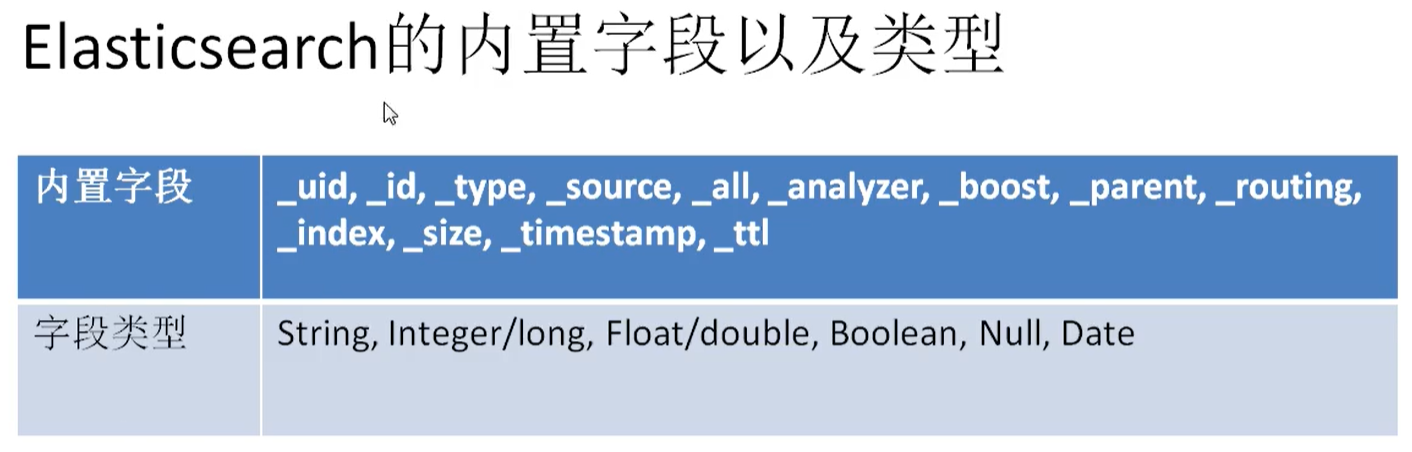 Elasticsearch的内置字段以及类型
内置字段
_uid, _id, _type, _source, _all, _analyzer, _boost, _parent, _routing,
_index, _size, _timestamp, _ttl
字段类型
String, Integer/long, Float/double, Boolean, Null, Date